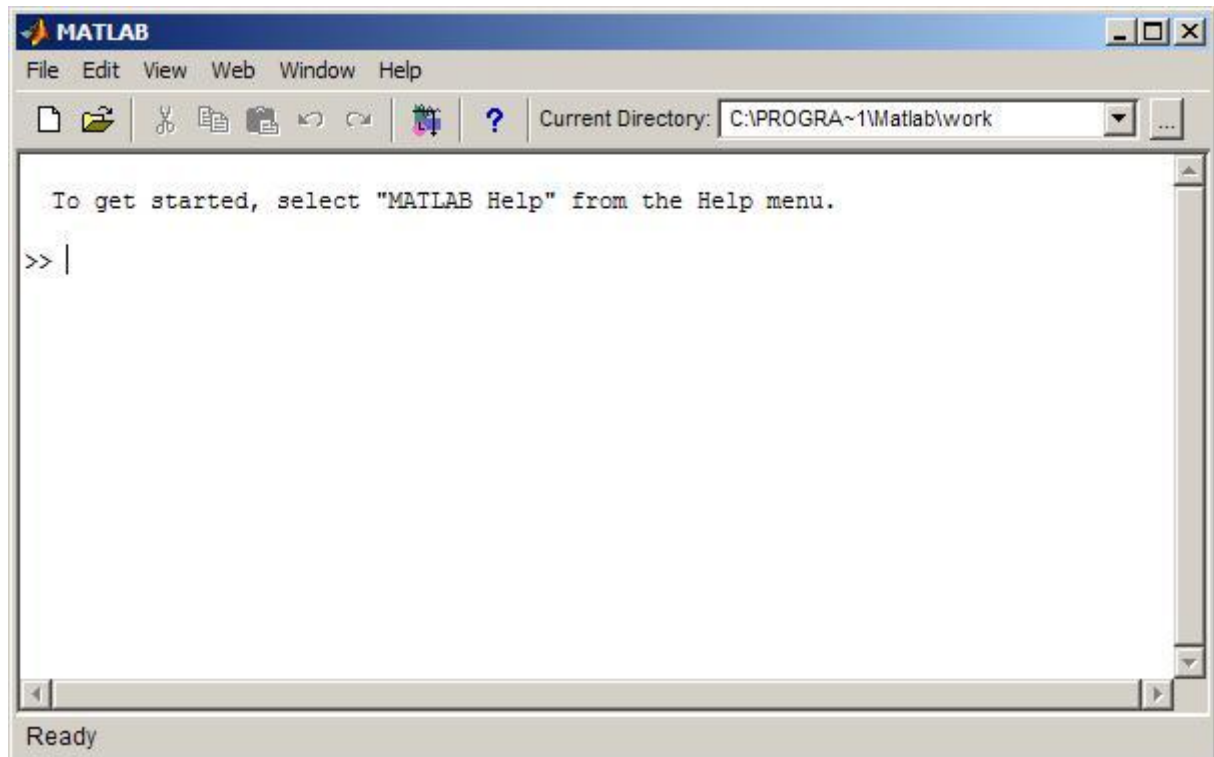 MATLAB
File Edit View Web Window Help
? Current Directory: C:\PROGRA~1\Matlab\work ...
To get started, select "MATLAB Help" from the Help menu.
>>
Ready